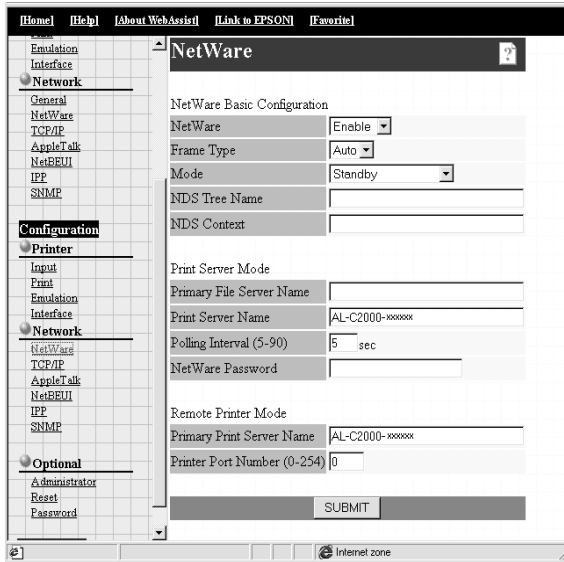 [Home] [Help] [About WebAssist] [Link to EPSON] [Favorite]
Emulation
Interface
Network
General
NetWare
TCP/IP
AppleTalk
NetBEUI
IPP
SNMP
Configuration
Printer
Input
Print
Emulation
Interface
Network
NetWare
TCP/IP
AppleTalk
NetBEUI
IPP
SNMP
Optional
Administrator
Reset
Password
NetWare
?
NetWare Basic Configuration
NetWare Enable
Frame Type Auto
Mode Standby
NDS Tree Name
NDS Context
Print Server Mode
Primary File Server Name
Print Server Name AL-C2000-xxxxxx
Polling Interval (5-90) 5 sec
NetWare Password
Remote Printer Mode
Primary Print Server Name AL-C2000-xxxxxx
Printer Port Number (0-254) 0
SUBMIT
Internet zone